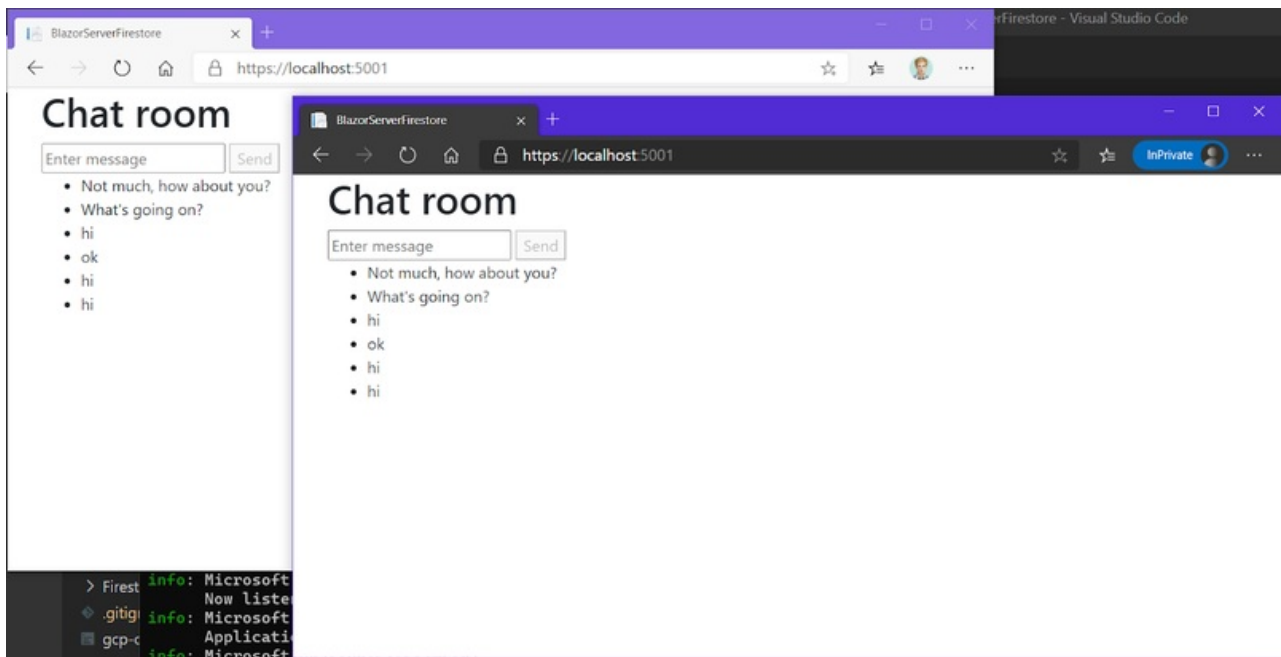 BlazorServerFirestore
rFirestore - Visual Studio Code
https://localhost:5001
Chat room
Enter message Send
Not much, how about you?
What's going on?
hi
ok
hi
hi
BlazorServerFirestore
https://localhost:5001
InPrivate
Chat room
Enter message Send
Not much, how about you?
What's going on?
hi
ok
hi
hi
> Firest
.gitig
gcp-c
info: Microsoft
Now liste
info: Microsoft
Applicati
info: Microsoft